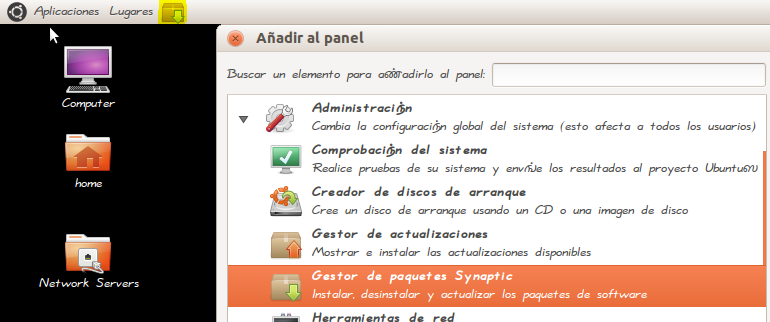 Aplicaciones Lugares
Añadir al panel
Buscar un elemento para añadirlo al panel:
Computer
home
Network Servers
Administración
Cambia la configuración global del sistema (esto afecta a todos los usuarios)
Comprobación del sistema
Realice pruebas de su sistema y envíe los resultados al proyecto Ubuntu
Creador de discos de arranque
Cree un disco de arranque usando un CD o una imagen de disco
Gestor de actualizaciones
Mostrar e instalar las actualizaciones disponibles
Gestor de paquetes Synaptic
Instalar, desinstalar y actualizar los paquetes de software
Herramientas de red